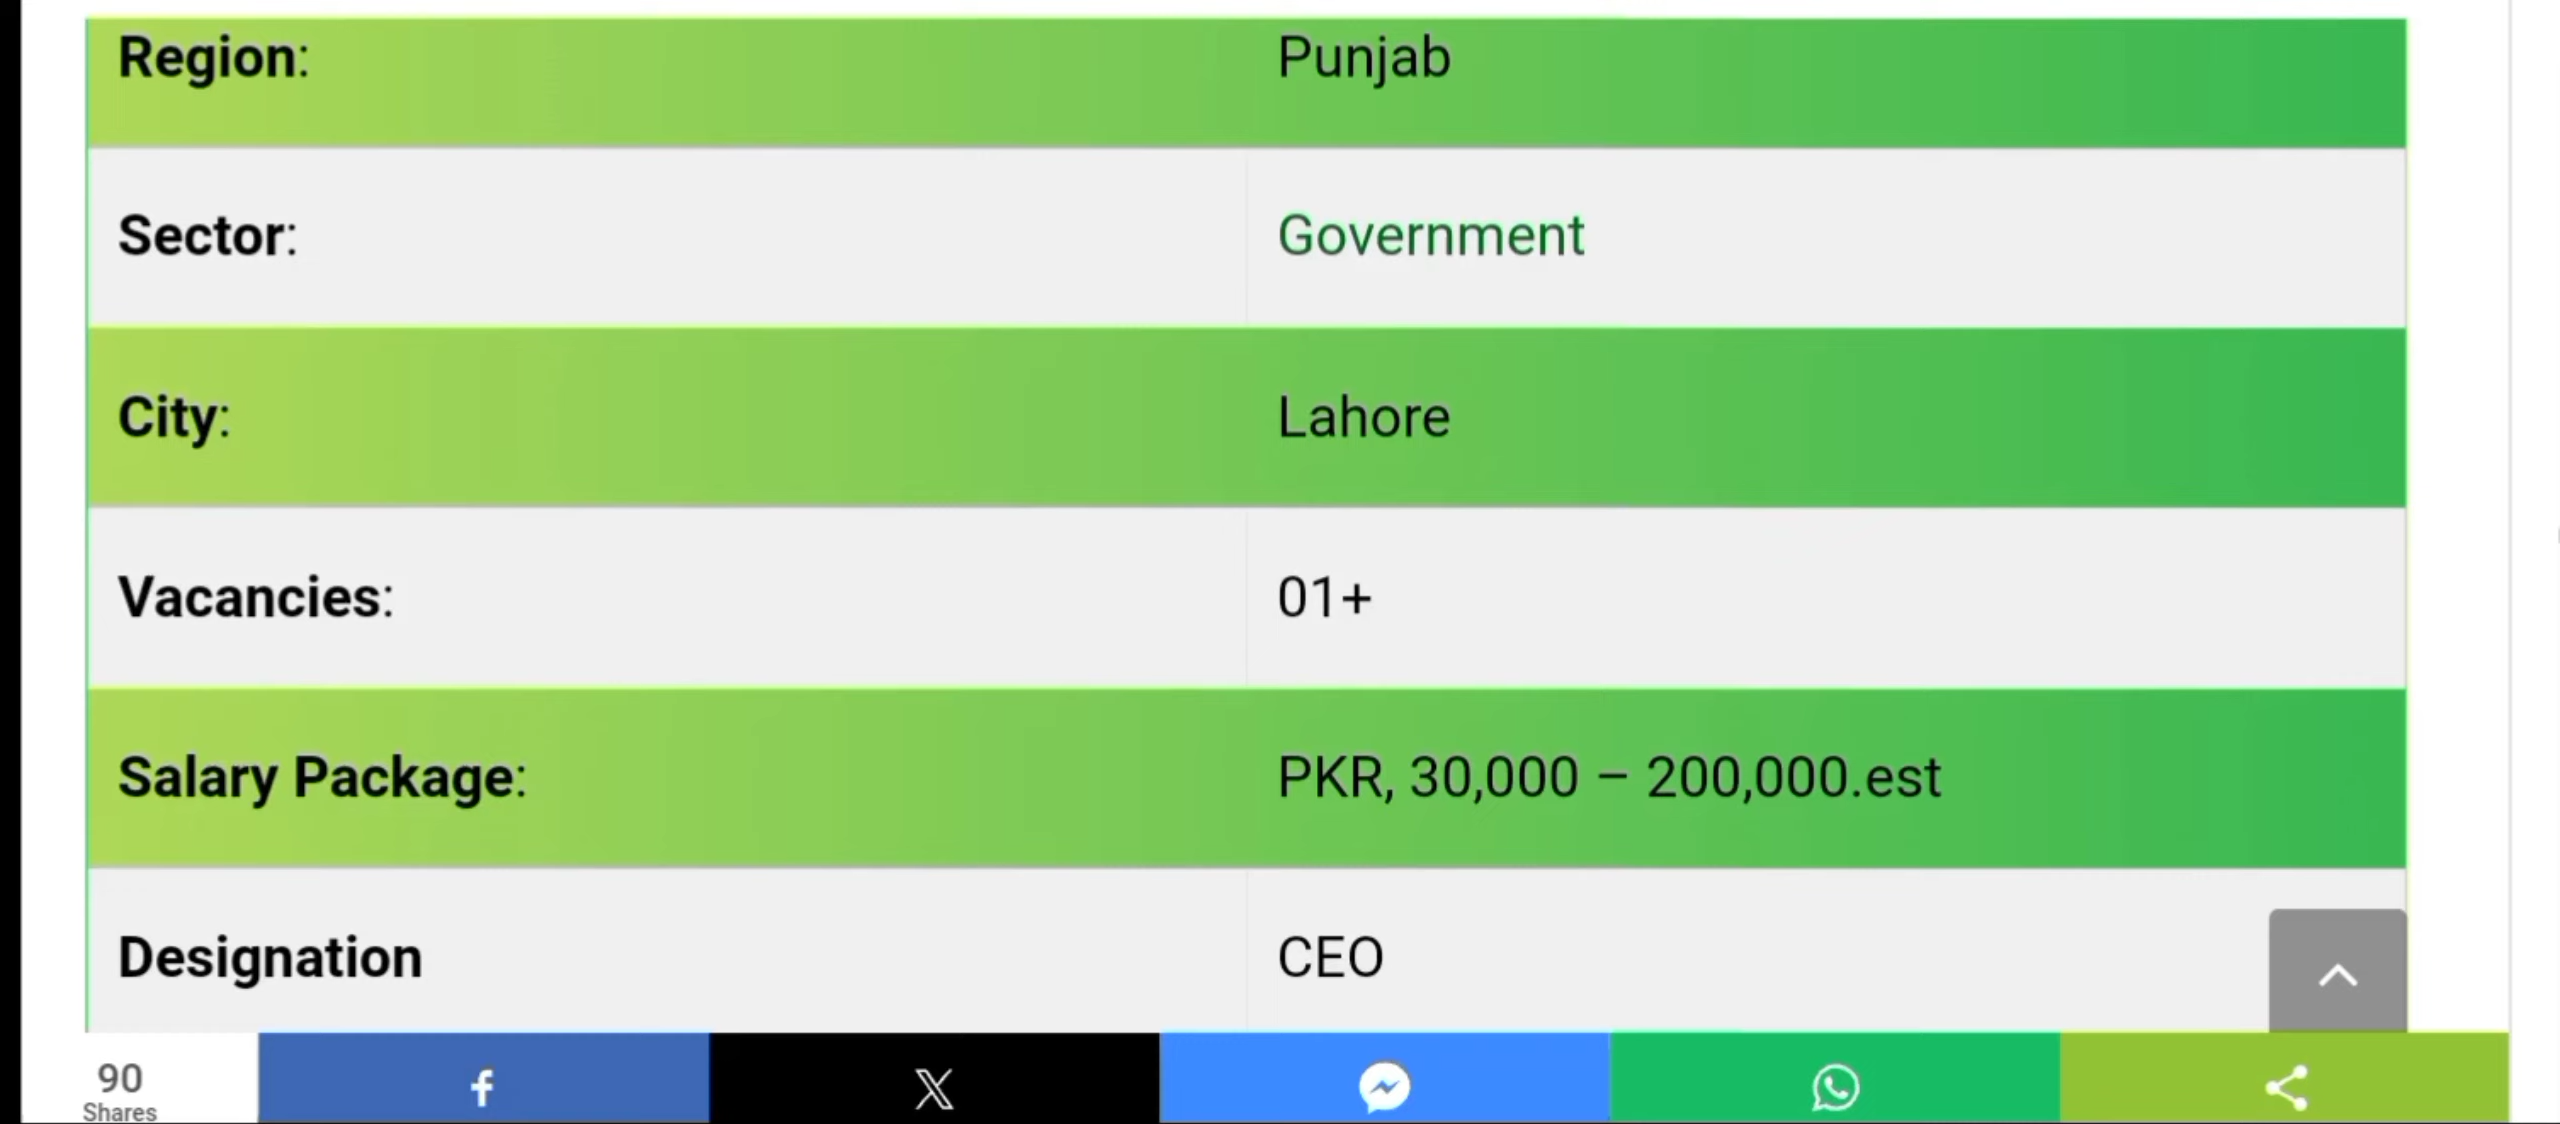 Region: Punjab
Sector: Government
City: Lahore
Vacancies: 01+
Salary Package: PKR, 30,000 – 200,000.est
Designation CEO
90
Shares